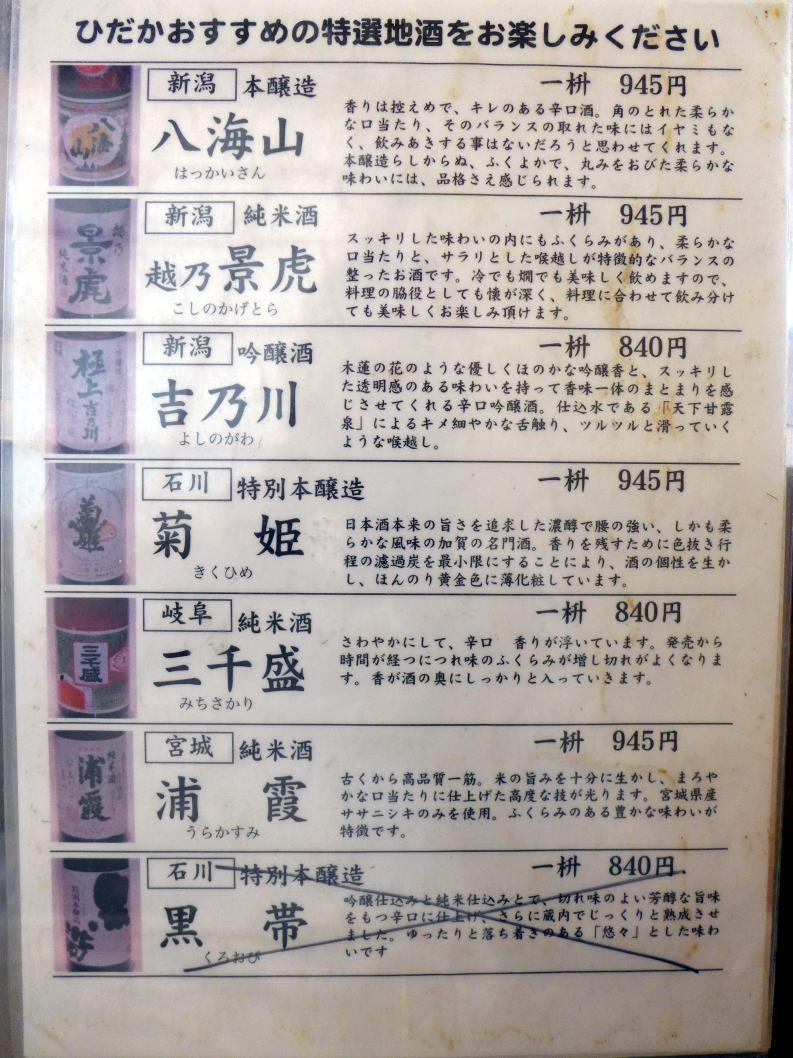 ひだかおすすめの特選地酒をお楽しみください
新潟 本醸造 一枡 945円
八海山
はっかいさん
香りは控えめで、キレのある辛口酒。角のとれた柔らか
な口当たり、そのバランスの取れた味にはイヤミもな
く、飲みあきする事はないだろうと思わせてくれます。
本醸造らしからぬ、ふくよかで、丸みをおびた柔らかな
味わいには、品格さえ感じられます。
新潟 純米酒 一枡 945円
越乃景虎
こしのかげとら
スッキリした味わいの内にもふくらみがあり、柔らかな
口当たりと、サラリとした喉越しが特徴的なバランスの
整ったお酒です。冷でも燗でも美味しく飲めますので、
料理の脇役としても懐が深く、料理に合わせて飲み分け
ても美味しくお楽しみ頂けます。
新潟 吟醸酒 一枡 840円
吉乃川
よしのがわ
木蓮の花のような優しくほのかな吟醸香と、スッキリし
た透明感のある味わいを持って香味一体のまとまりを感
じさせてくれる辛口吟醸酒。仕込水である「天下甘露
泉」によるキメ細やかな舌触り、ツルツルと滑っていく
ような喉越し。
石川 特別本醸造 一枡 945円
菊 姫
きくひめ
日本酒本来の旨さを追求した濃醇で腰の強い、しかも柔
らかな風味の加賀の名門酒。香りを残すために色抜き行
程の濾過炭を最小限にすることにより、酒の個性を生か
し、ほんのり黄金色に薄化粧しています。
岐阜 純米酒 一枡 840円
三千盛
みちさかり
さわやかにして、辛口 香りが浮いています。発売から
時間が経つにつれ味のふくらみが増し切れがよくなりま
す。香が酒の奥にしっかりと入っていきます。
宮城 純米酒 一枡 945円
浦 霞
うらかすみ
古くから高品質一筋。米の旨みを十分に生かし、まろや
かな口当たりに仕上げた高度な技が光ります。宮城県産
ササニシキのみを使用。ふくらみのある豊かな味わいが
特徴です。
石川 特別本醸造 一枡 840円
黒 帯
くろおび
吟醸仕込みと純米仕込みとで、切れ味のよい芳醇な旨味
をもつ辛口に仕上げ、さらに蔵内でじっくりと熟成させ
ました。ゆったりと落ち着きのある「悠々」とした味わ
いです
八海山
越乃
景虎
純米酒
極上吉乃川
菊姫
三千盛
純米酒
浦霞